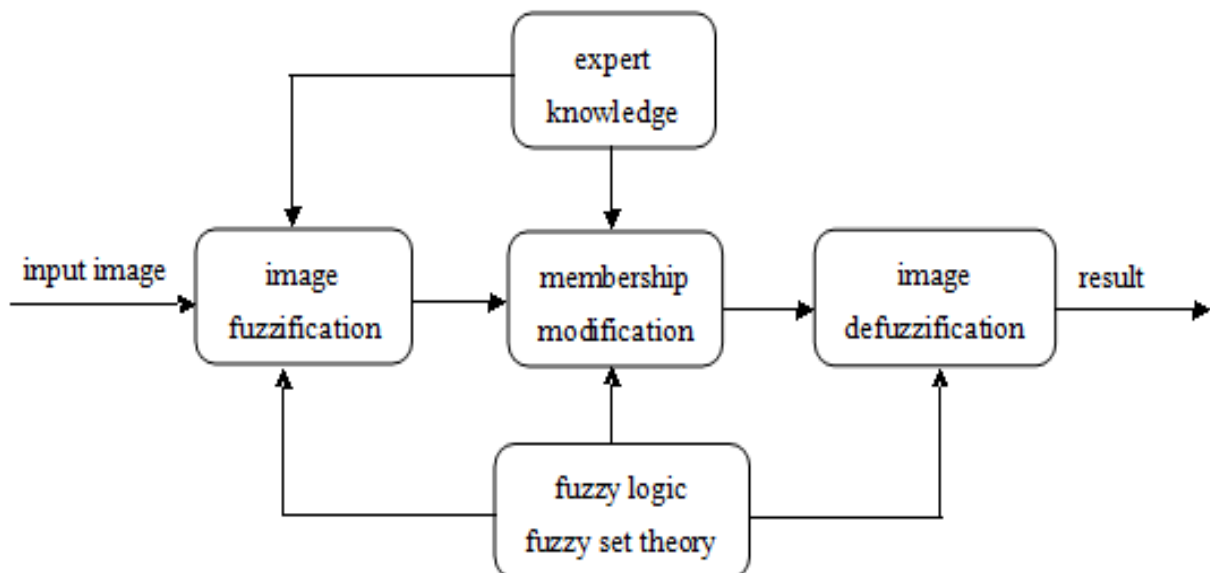 expert
knowledge
input image
image
fuzzification
membership
modification
image
defuzzification
result
fuzzy logic
fuzzy set theory